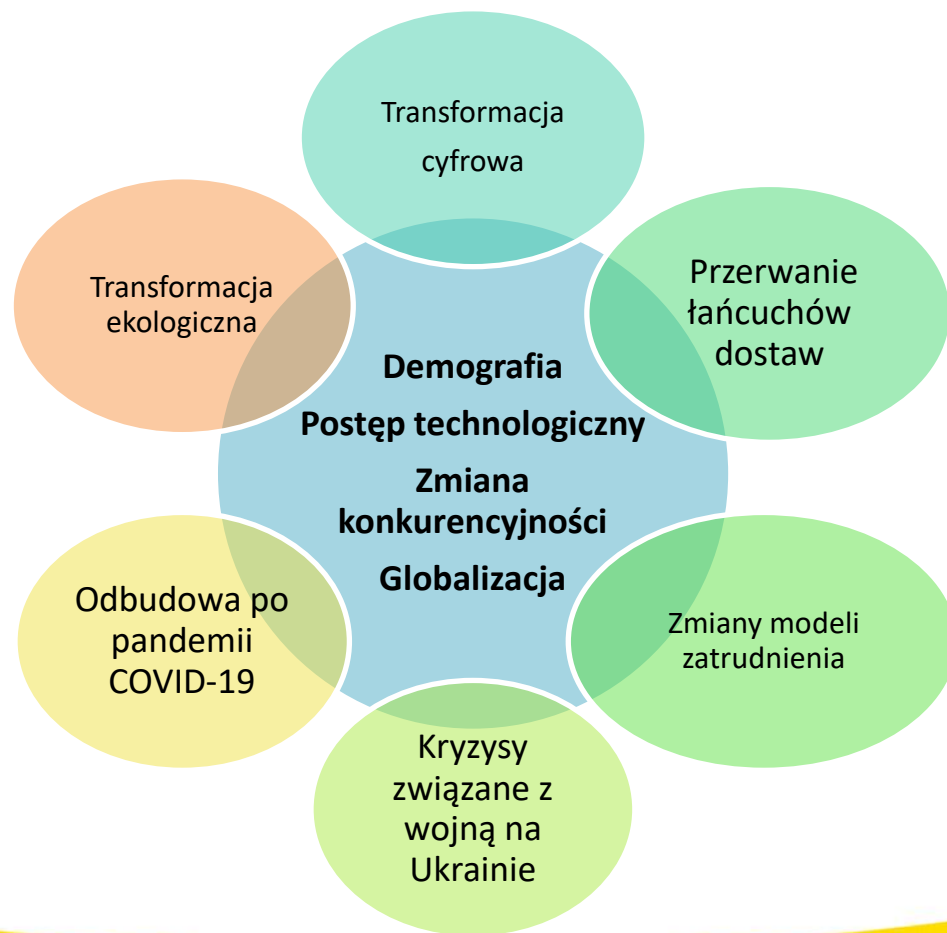 Transformacja
cyfrowa
Przerwanie
łańcuchów
dostaw
Zmiany modeli
zatrudnienia
Kryzysy
związane z
wojną na
Ukrainie
Odbudowa po
pandemii
COVID-19
Transformacja
ekologiczna
Demografia
Postęp technologiczny
Zmiana
konkurencyjności
Globalizacja